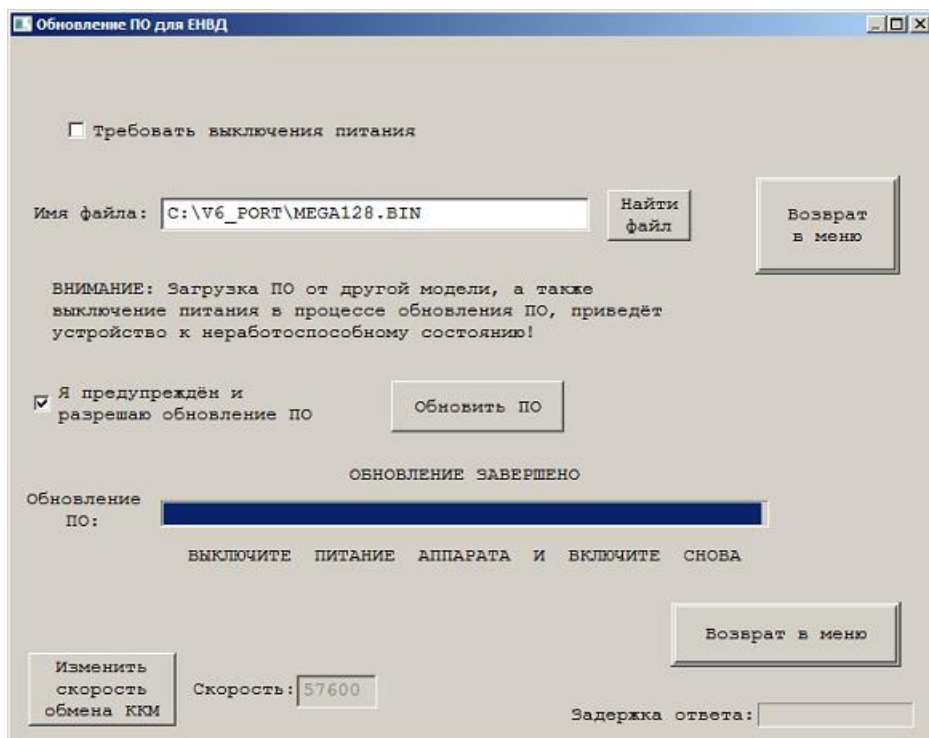 Обновление ПО для ЕНВД
Требовать выключения питания
Имя файла: C:\V6_PORT\MEGA128.BIN
Найти
файл
Возврат
в меню
ВНИМАНИЕ: Загрузка ПО от другой модели, а также
выключение питания в процессе обновления ПО, приведёт
устройство к неработоспособному состоянию!
Я предупреждён и
разрешаю обновление ПО
Обновить ПО
ОБНОВЛЕНИЕ ЗАВЕРШЕНО
Обновление
ПО:
ВЫКЛЮЧИТЕ ПИТАНИЕ АППАРАТА И ВКЛЮЧИТЕ СНОВА
Возврат в меню
Изменить
скорость
обмена ККМ
Скорость: 57600
Задержка ответа: